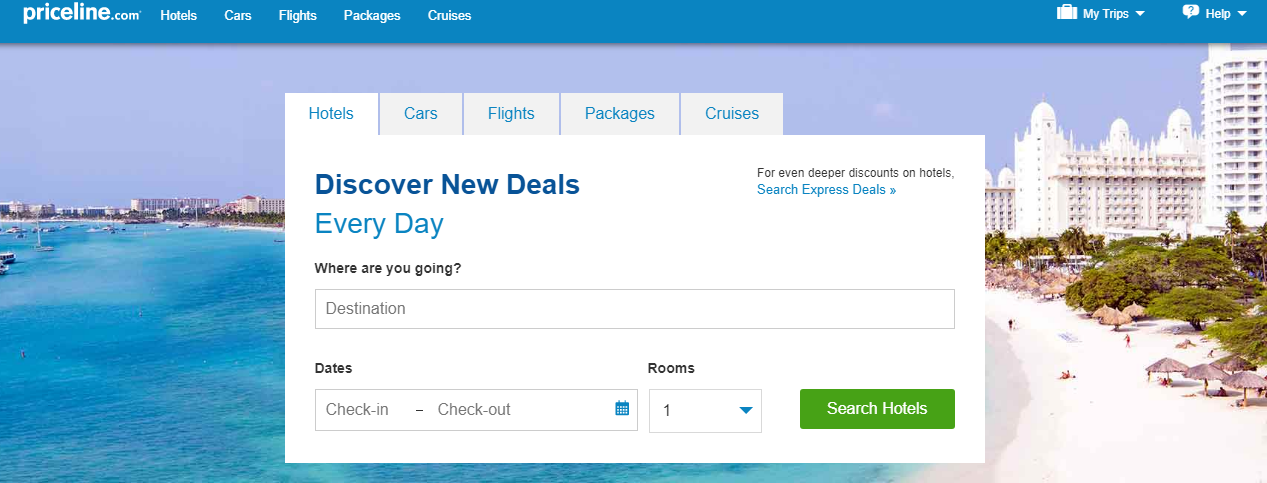 priceline.com Hotels Cars Flights Packages Cruises My Trips ? Help
Hotels Cars Flights Packages Cruises
Discover New Deals
Every Day
For even deeper discounts on hotels,
Search Express Deals »
Where are you going?
Destination
Dates Rooms
Check-in – Check-out 1 Search Hotels